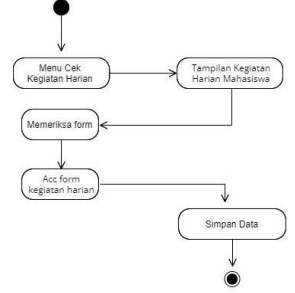 Menu Cek
Kegiatan Harian
Tampilan Kegiatan
Harian Mahasiswa
Memeriksa form
Acc form
kegiatan harian
Simpan Data